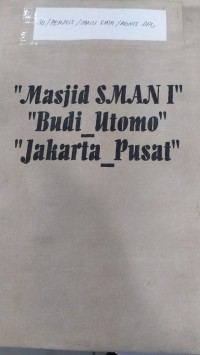 "Masjid SMAN I"
"Budi_Utomo"
"Jakarta_Pusat"